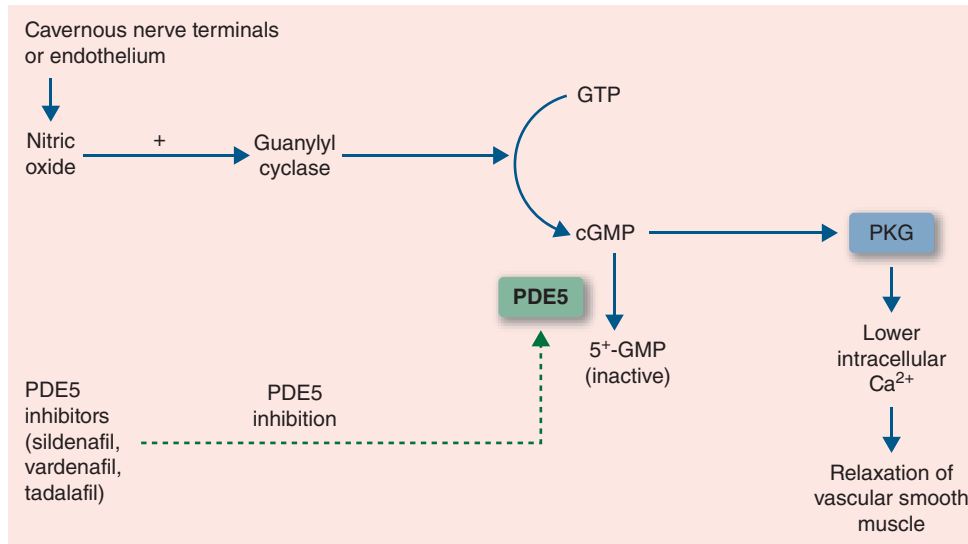 Cavernous nerve terminals
or endothelium
GTP
Nitric
oxide
+
Guanylyl
cyclase
cGMP
PKG
PDE5
5⁺-GMP
(inactive)
Lower
intracellular
Ca²⁺
PDE5
inhibitors
(sildenafil,
vardenafil,
tadalafil)
PDE5
inhibition
Relaxation of
vascular smooth
muscle